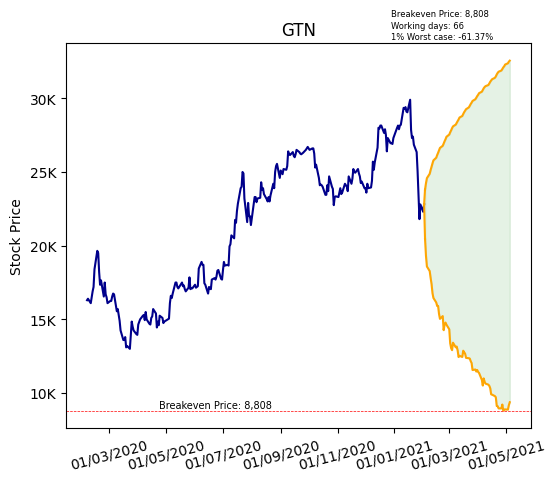 Breakeven Price: 8,808
Working days: 66
1% Worst case: -61.37%
GTN
Stock Price
30K
25K
20K
15K
10K
Breakeven Price: 8,808
01/03/2020
01/05/2020
01/07/2020
01/09/2020
01/11/2020
01/01/2021
01/03/2021
01/05/2021